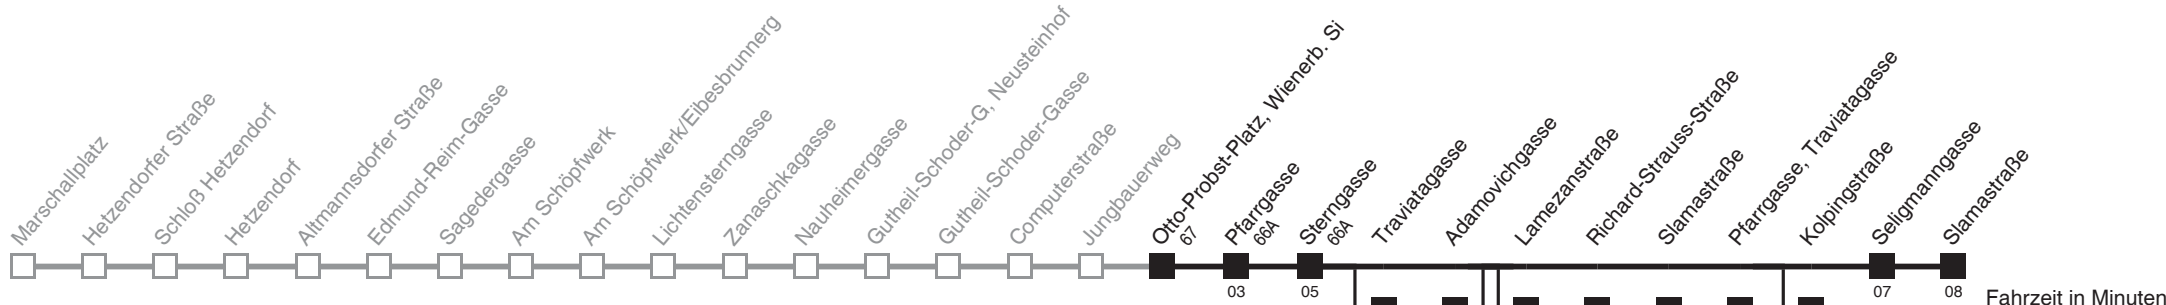 Marschallplatz
Hetzendorfer Straße
Schloß Hetzendorf
Hetzendorf
Altmannsdorfer Straße
Edmund-Reim-Gasse
Sagedergasse
Am Schöpfwerk
Am Schöpfwerk/Eibesbrunnerg
Lichtensterngasse
Zanaschkagasse
Nauheimergasse
Gutheil-Schoder-G, Neusteinhof
Gutheil-Schoder-Gasse
Computerstraße
Jungbauerweg
Otto-Probst-Platz, Wienerb. Si
67
Pfarrgasse
66A
Sterngasse
66A
Traviatagasse
Adamovichgasse
Lamezanstraße
Richard-Strauss-Straße
Slamastraße
Pfarrgasse, Traviatagasse
Kolpingstraße
Seligmanngasse
Slamastraße
03
05
07
08
Fahrzeit in Minuten